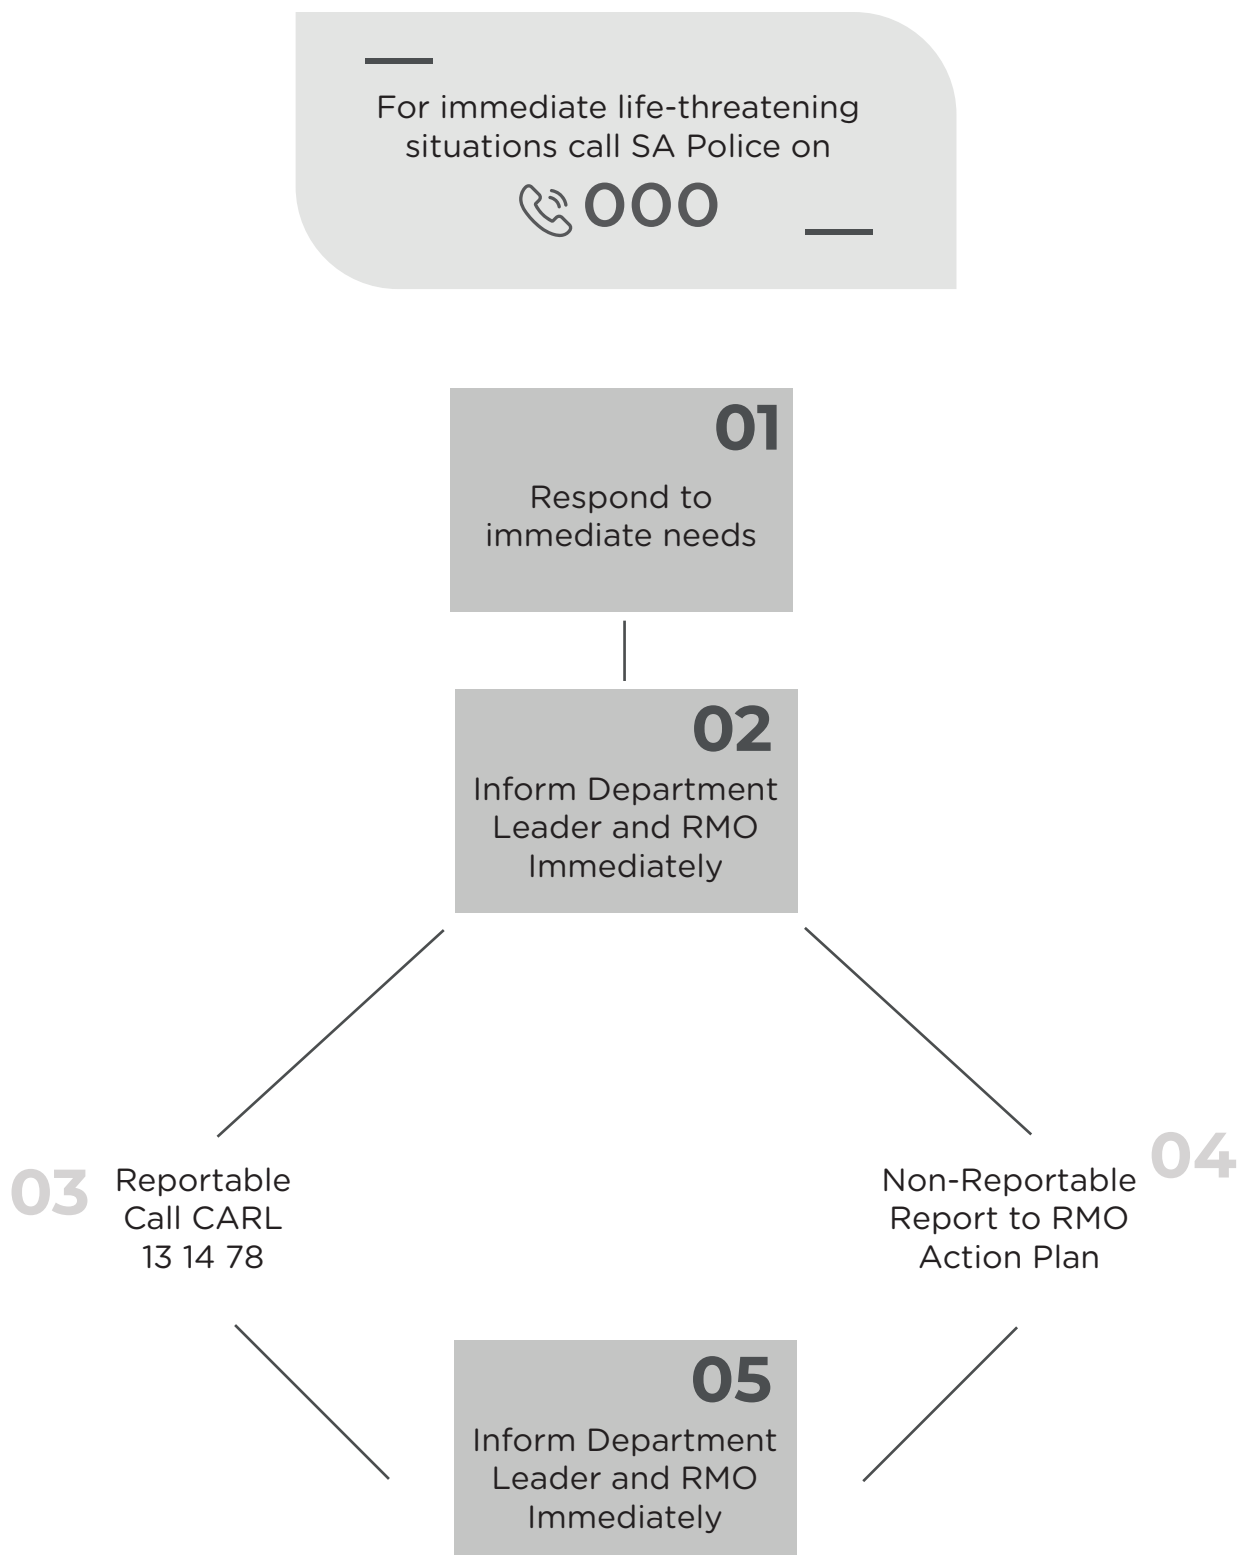 For immediate life-threatening
situations call SA Police on
000
01
Respond to
immediate needs
02
Inform Department
Leader and RMO
Immediately
03
Reportable
Call CARL
13 14 78
04
Non-Reportable
Report to RMO
Action Plan
05
Inform Department
Leader and RMO
Immediately